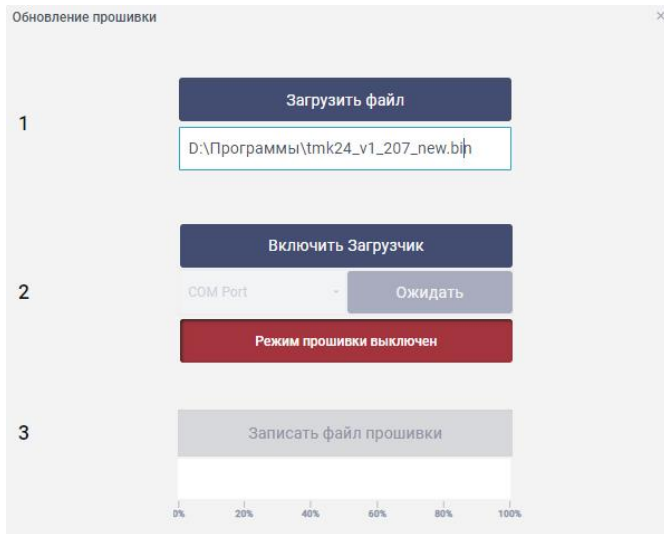 Обновление прошивки ×
1
Загрузить файл
D:\Программы\tmk24_v1_207_new.bin
Включить Загрузчик
2
COM Port Ожидать
Режим прошивки выключен
3
Записать файл прошивки
0% 20% 40% 60% 80% 100%